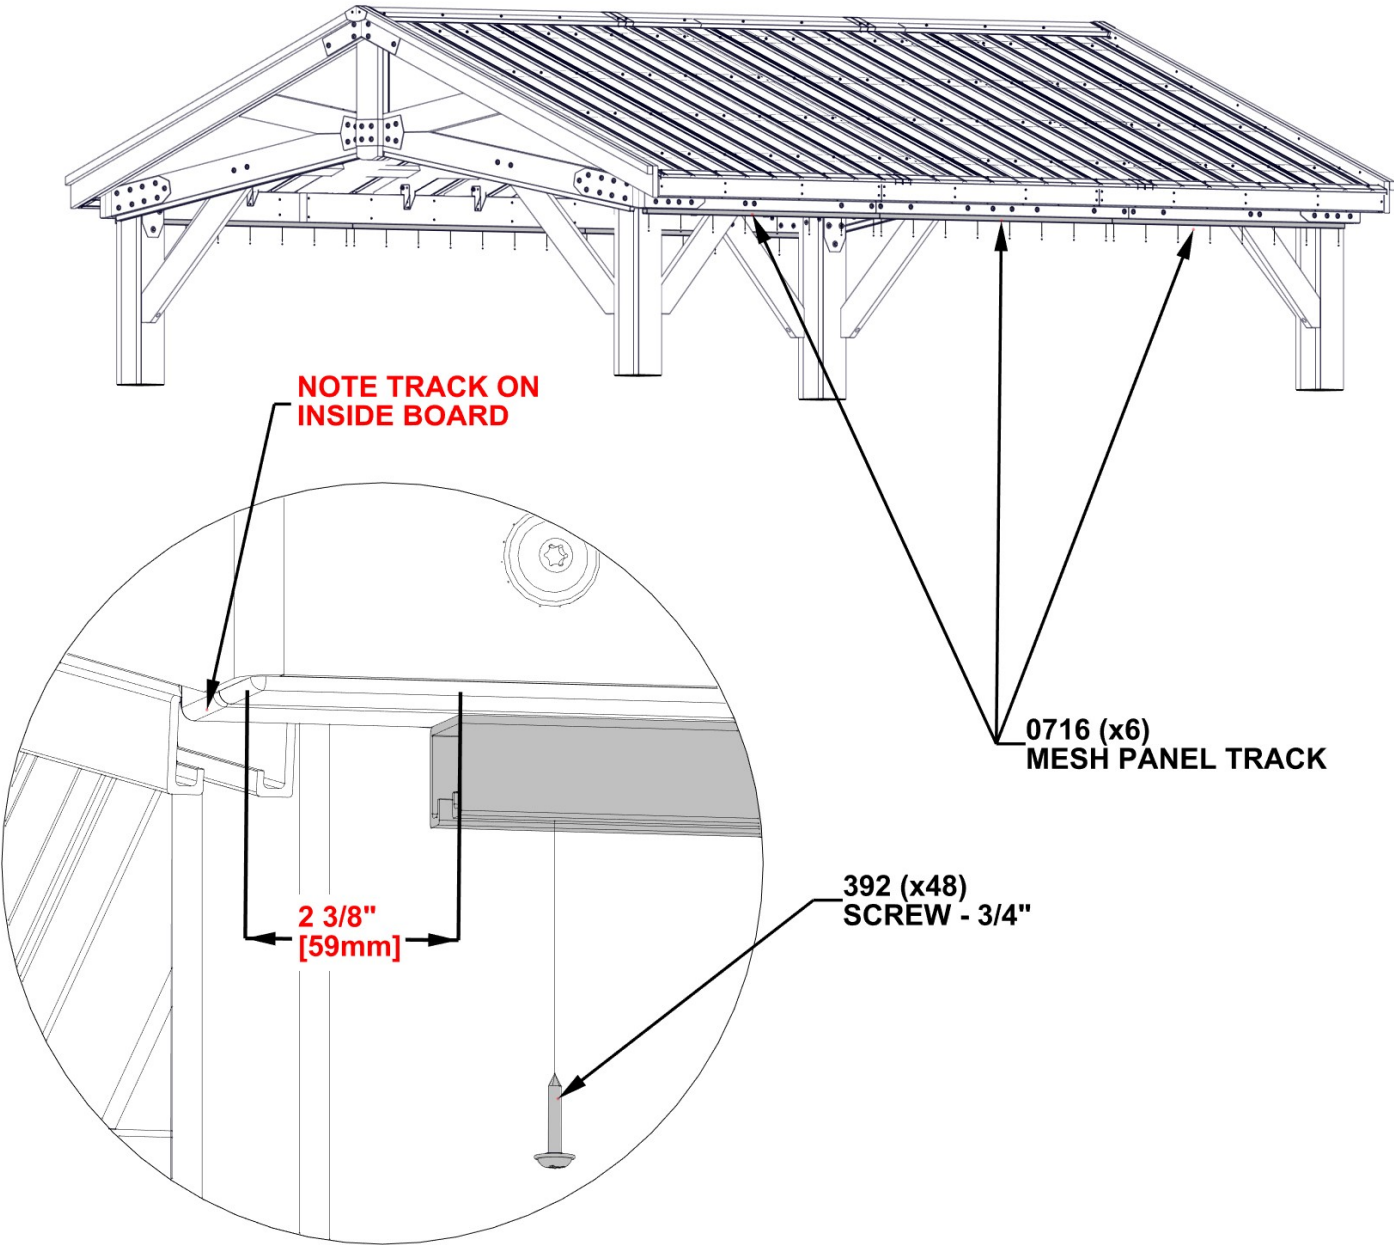 NOTE TRACK ON
INSIDE BOARD
0716 (x6)
MESH PANEL TRACK
392 (x48)
SCREW - 3/4"
2 3/8"
[59mm]